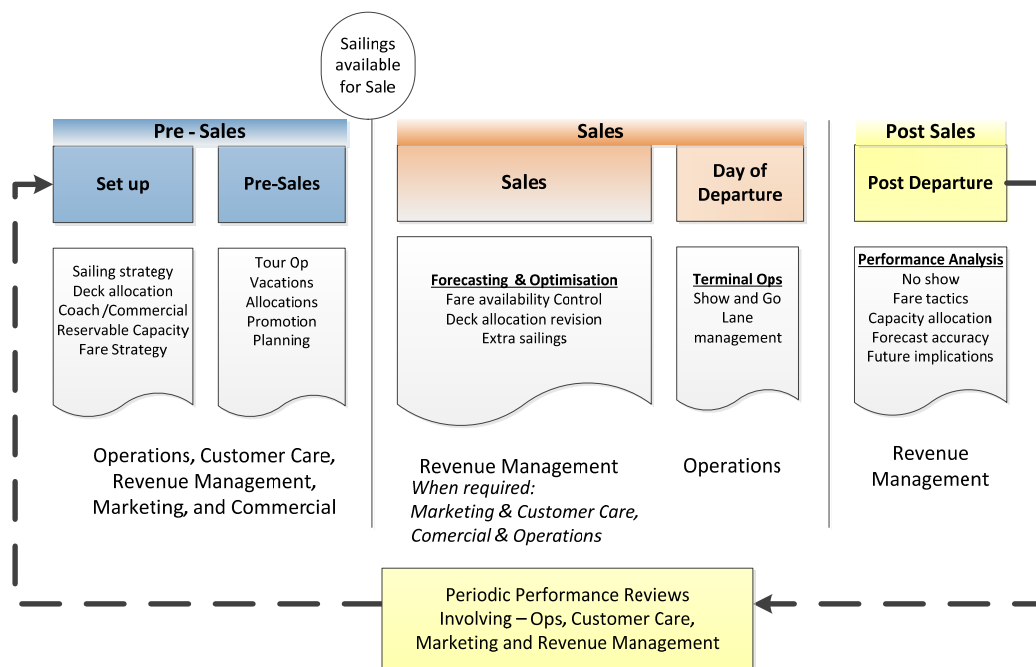 Sailings
available
for Sale
Pre - Sales
Set up
Pre-Sales
Sailing strategy
Deck allocation
Coach /Commercial
Reservable Capacity
Fare Strategy
Tour Op
Vacations
Allocations
Promotion
Planning
Operations, Customer Care,
Revenue Management,
Marketing, and Commercial
Sales
Sales
Day of
Departure
Forecasting & Optimisation
Fare availability Control
Deck allocation revision
Extra sailings
Terminal Ops
Show and Go
Lane
management
Revenue Management
When required:
Marketing & Customer Care,
Comercial & Operations
Operations
Post Sales
Post Departure
Performance Analysis
No show
Fare tactics
Capacity allocation
Forecast accuracy
Future implications
Revenue
Management
Periodic Performance Reviews
Involving – Ops, Customer Care,
Marketing and Revenue Management